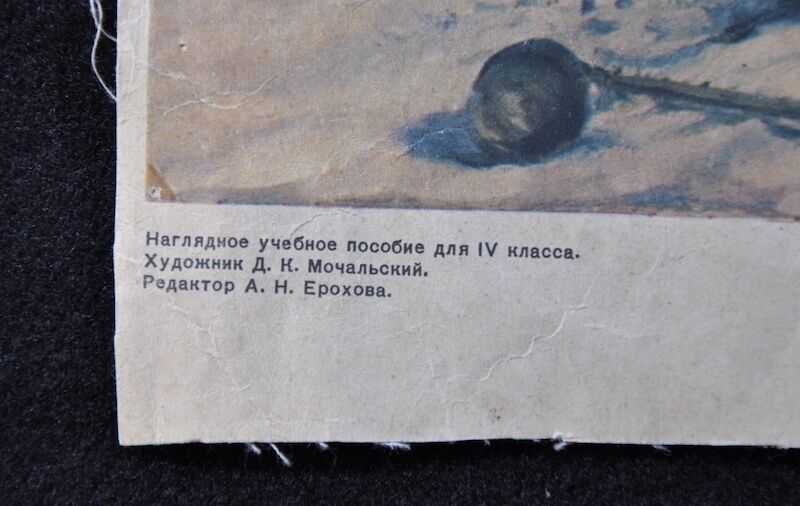 Наглядное учебное пособие для IV класса.
Художник Д. К. Мочальский.
Редактор А. Н. Ерохова.